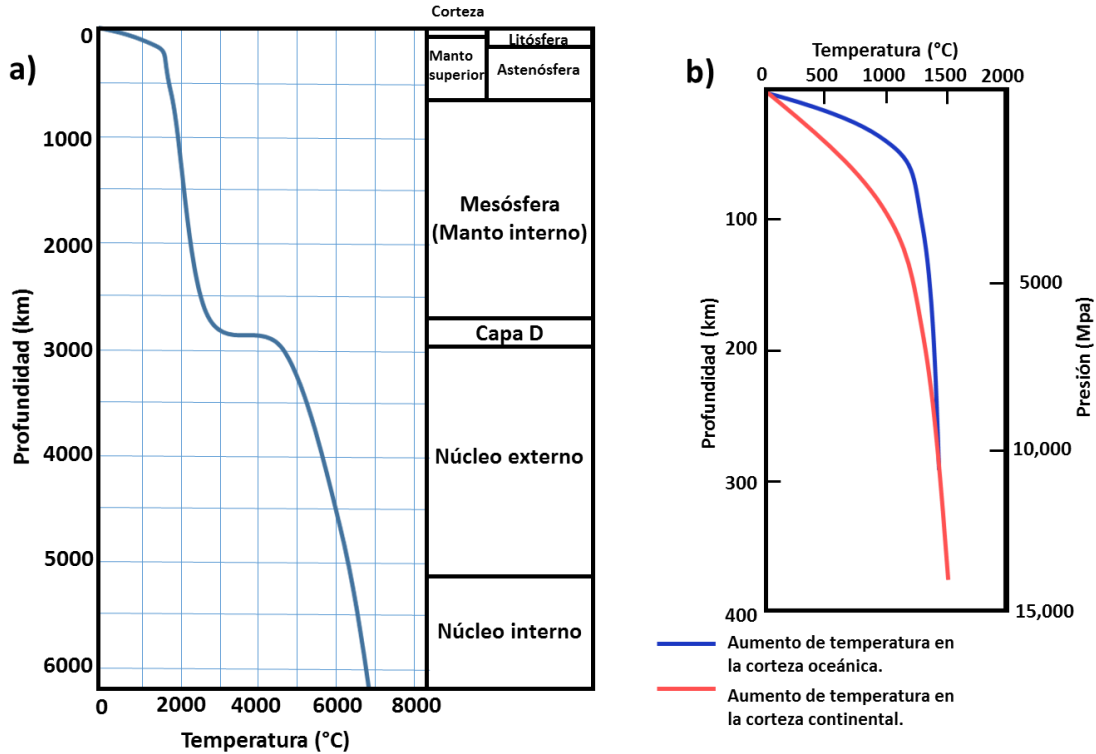 a)
Corteza
Litósfera
Manto
superior
Astenósfera
Mesósfera
(Manto interno)
Capa D
Núcleo externo
Núcleo interno
Profundidad (km)
0
1000
2000
3000
4000
5000
6000
0
2000
4000
6000
8000
Temperatura (°C)
b)
Temperatura (°C)
0
500
1000
1500
2000
Profundidad (km)
100
200
300
400
5000
10,000
15,000
Presión (Mpa)
Aumento de temperatura en
la corteza oceánica.
Aumento de temperatura en
la corteza continental.